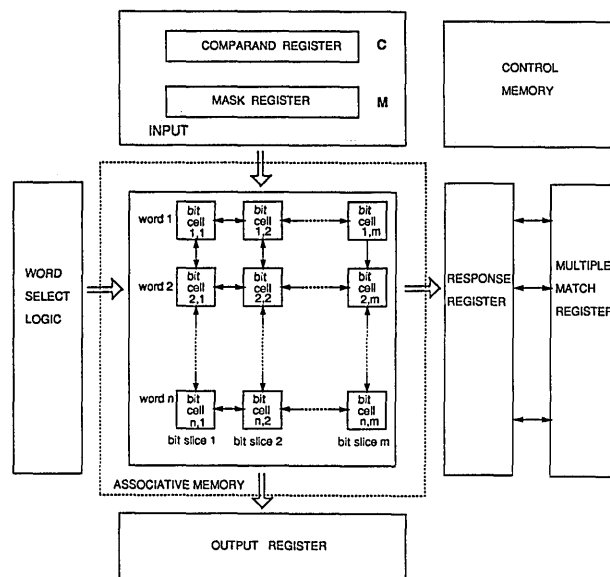 COMPARAND REGISTER C
MASK REGISTER M
INPUT
CONTROL
MEMORY
WORD
SELECT
LOGIC
word 1
bit
cell
1,1
bit
cell
1,2
bit
cell
1,m
word 2
bit
cell
2,1
bit
cell
2,2
bit
cell
2,m
word n
bit
cell
n,1
bit
cell
n,2
bit
cell
n,m
bit slice 1
bit slice 2
bit slice m
ASSOCIATIVE MEMORY
RESPONSE
REGISTER
MULTIPLE
MATCH
REGISTER
OUTPUT REGISTER